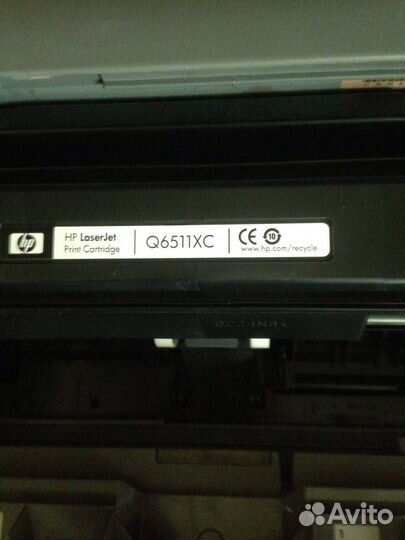 hp
HP LaserJet
Print Cartridge
Q6511XC
CE 10
www.hp.com/recycle
Avito